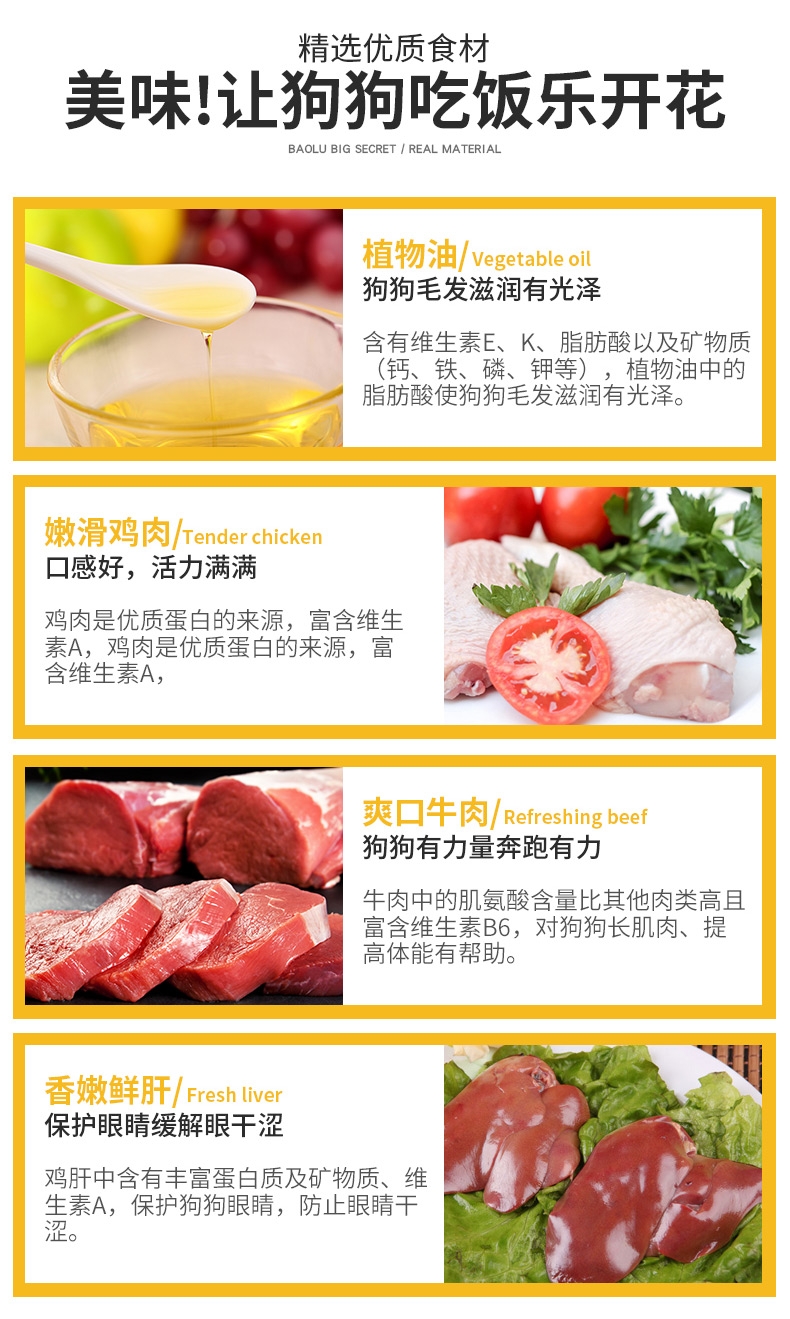 精选优质食材
美味!让狗狗吃饭乐开花
BAOLU BIG SECRET / REAL MATERIAL
植物油/Vegetable oil
狗狗毛发滋润有光泽
含有维生素E、K、脂肪酸以及矿物质
（钙、铁、磷、钾等），植物油中的
脂肪酸使狗狗毛发滋润有光泽。
嫩滑鸡肉/Tender chicken
口感好，活力满满
鸡肉是优质蛋白的来源，富含维生
素A，鸡肉是优质蛋白的来源，富
含维生素A，
爽口牛肉/Refreshing beef
狗狗有力量奔跑有力
牛肉中的肌氨酸含量比其他肉类高且
富含维生素B6，对狗狗长肌肉、提
高体能有帮助。
香嫩鲜肝/Fresh liver
保护眼睛缓解眼干涩
鸡肝中含有丰富蛋白质及矿物质、维
生素A，保护狗狗眼睛，防止眼睛干
涩。